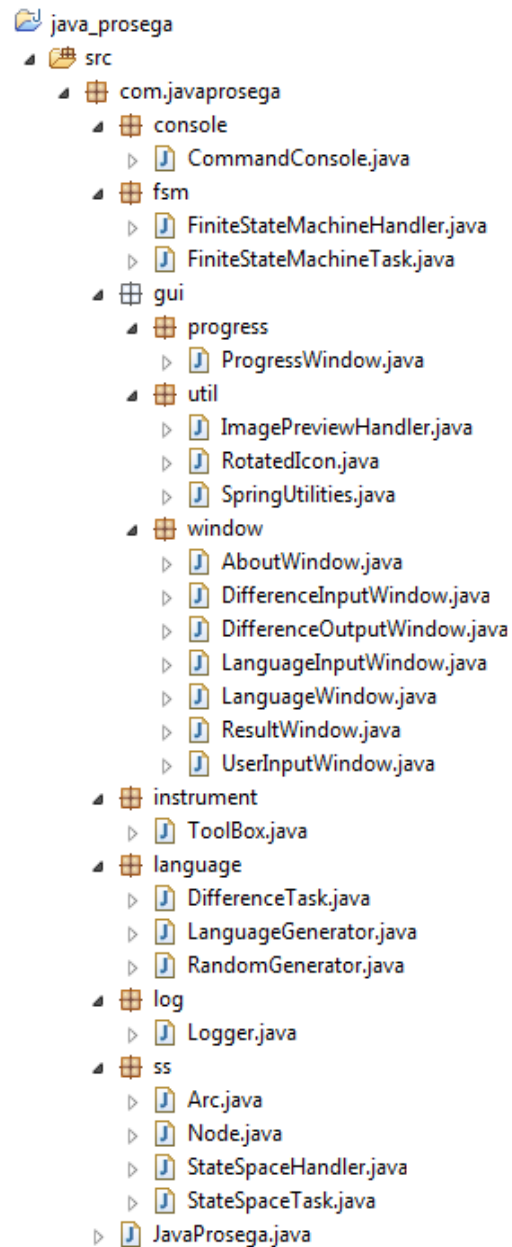 java_prosega
src
com.javaprosega
console
CommandConsole.java
fsm
FiniteStateMachineHandler.java
FiniteStateMachineTask.java
gui
progress
ProgressWindow.java
util
ImagePreviewHandler.java
RotatedIcon.java
SpringUtilities.java
window
AboutWindow.java
DifferenceInputWindow.java
DifferenceOutputWindow.java
LanguageInputWindow.java
LanguageWindow.java
ResultWindow.java
UserInputWindow.java
instrument
ToolBox.java
language
DifferenceTask.java
LanguageGenerator.java
RandomGenerator.java
log
Logger.java
ss
Arc.java
Node.java
StateSpaceHandler.java
StateSpaceTask.java
JavaProsega.java